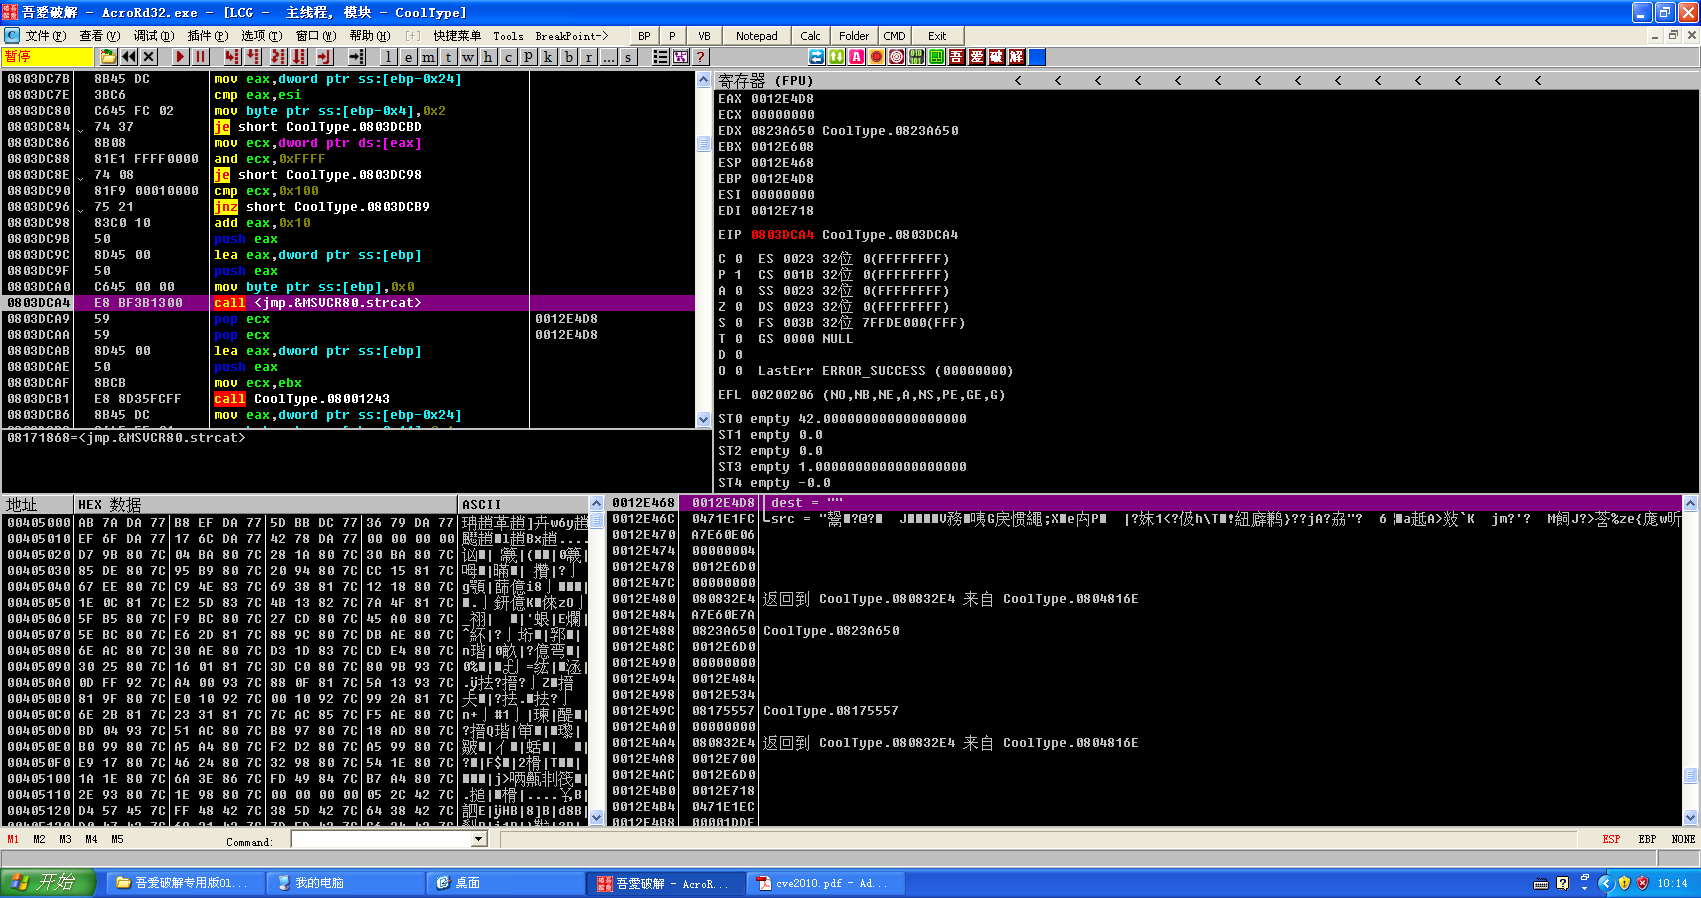 吾爱破解 - AcroRd32.exe - [LCG - 主线程, 模块 - CoolType]
文件(F) 查看(V) 调试(D) 插件(P) 选项(T) 窗口(W) 帮助(H) [+] 快捷菜单 Tools BreakPoint-> BP P VB Notepad Calc Folder CMD Exit
暂停 l e m t w h c p k b r ... s ?
吾 爱 破 解
0803DC7B 8B45 DC mov eax,dword ptr ss:[ebp-0x24]
0803DC7E 3BC6 cmp eax,esi
0803DC80 C645 FC 02 mov byte ptr ss:[ebp-0x4],0x2
0803DC84 74 37 je short CoolType.0803DCBD
0803DC86 8B08 mov ecx,dword ptr ds:[eax]
0803DC88 81E1 FFFF0000 and ecx,0xFFFF
0803DC8E 74 08 je short CoolType.0803DC98
0803DC90 81F9 00010000 cmp ecx,0x100
0803DC96 75 21 jnz short CoolType.0803DCB9
0803DC98 83C0 10 add eax,0x10
0803DC9B 50 push eax
0803DC9C 8D45 00 lea eax,dword ptr ss:[ebp]
0803DC9F 50 push eax
0803DCA0 C645 00 00 mov byte ptr ss:[ebp],0x0
0803DCA4 E8 BF3B1300 call <jmp.&MSVCR80.strcat>
0803DCA9 59 pop ecx 0012E4D8
0803DCAA 59 pop ecx 0012E4D8
0803DCAB 8D45 00 lea eax,dword ptr ss:[ebp]
0803DCAE 50 push eax
0803DCAF 8BCB mov ecx,ebx
0803DCB1 E8 8D35FCFF call CoolType.08001243
0803DCB6 8B45 DC mov eax,dword ptr ss:[ebp-0x24]
08171868=<jmp.&MSVCR80.strcat>
寄存器 (FPU) < < < < < < < < < < < < < <
EAX 0012E4D8
ECX 00000000
EDX 0823A650 CoolType.0823A650
EBX 0012E608
ESP 0012E468
EBP 0012E4D8
ESI 00000000
EDI 0012E718
EIP 0803DCA4 CoolType.0803DCA4
C 0 ES 0023 32位 0(FFFFFFFF)
P 1 CS 001B 32位 0(FFFFFFFF)
A 0 SS 0023 32位 0(FFFFFFFF)
Z 0 DS 0023 32位 0(FFFFFFFF)
S 0 FS 003B 32位 7FFDE000(FFF)
T 0 GS 0000 NULL
D 0
O 0 LastErr ERROR_SUCCESS (00000000)
EFL 00200206 (NO,NB,NE,A,NS,PE,GE,G)
ST0 empty 42.000000000000000000
ST1 empty 0.0
ST2 empty 0.0
ST3 empty 1.0000000000000000000
ST4 empty -0.0
地址 HEX 数据 ASCII
00405000 AB 7A DA 77 B8 EF DA 77 5D BB DC 77 36 79 DA 77
00405010 EF 6F DA 77 17 6C DA 77 42 78 DA 77 00 00 00 00
00405020 D7 9B 80 7C 04 BA 80 7C 28 1A 80 7C 30 BA 80 7C
00405030 85 DE 80 7C 95 B9 80 7C 20 94 80 7C CC 15 81 7C
00405040 67 EE 80 7C C9 4E 83 7C 69 38 81 7C 12 18 80 7C
00405050 1E 0C 81 7C E2 5D 83 7C 4B 13 82 7C 7A 4F 81 7C
00405060 5F B5 80 7C F9 BC 80 7C 27 CD 80 7C 45 A0 80 7C
00405070 5E BC 80 7C E6 2D 81 7C 88 9C 80 7C DB AE 80 7C
00405080 6E AC 80 7C 30 AE 80 7C D3 1D 83 7C CD E4 80 7C
00405090 30 25 80 7C 16 01 81 7C 3D C0 80 7C 80 9B 93 7C
004050A0 0D FF 92 7C A4 00 93 7C 88 0F 81 7C 5A 13 93 7C
004050B0 81 9F 80 7C E0 10 92 7C 00 10 92 7C 99 2A 81 7C
004050C0 6E 2B 81 7C 23 31 81 7C 7C AC 85 7C F5 AE 80 7C
004050D0 BD 04 93 7C 51 AC 80 7C B8 97 80 7C 18 AD 80 7C
004050E0 B0 99 80 7C A5 A4 80 7C F2 D2 80 7C A5 99 80 7C
004050F0 E9 17 80 7C 46 24 80 7C 32 98 80 7C 54 1E 80 7C
00405100 1A 1E 80 7C 6A 3E 86 7C FD 49 84 7C B7 A4 80 7C
00405110 2E 93 80 7C 1E 98 80 7C 00 00 00 00 05 2C 42 7C
00405120 D4 57 45 7C FF 48 42 7C 38 5D 42 7C 64 38 42 7C
0012E468 0012E4D8 dest = ""
0012E46C 0471E1FC src =
0012E470 A7E60E06
0012E474 00000004
0012E478 0012E6D0
0012E47C 00000000
0012E480 080832E4 返回到 CoolType.080832E4 来自 CoolType.0804816E
0012E484 A7E60E7A
0012E488 0823A650 CoolType.0823A650
0012E48C 0012E6D0
0012E490 00000000
0012E494 0012E484
0012E498 0012E534
0012E49C 08175557 CoolType.08175557
0012E4A0 00000000
0012E4A4 080832E4 返回到 CoolType.080832E4 来自 CoolType.0804816E
0012E4A8 0012E700
0012E4AC 0012E6D0
0012E4B0 0012E718
0012E4B4 0471E1EC
0012E4B8 00001DDF
M1 M2 M3 M4 M5 Command: ESP EBP NONE
开始 吾爱破解专用版01... 我的电脑 桌面 吾爱破解 - AcroR... cve2010.pdf - Ad... 10:14